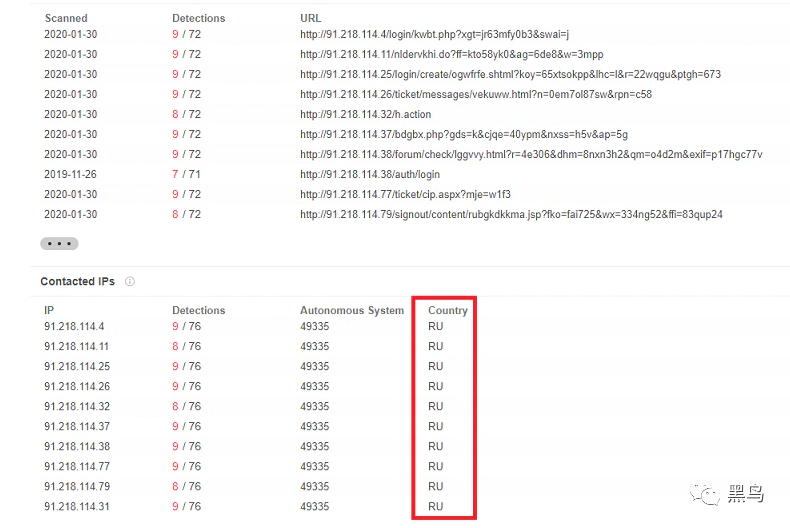 Scanned Detections URL
2020-01-30 9 / 72 http://91.218.114.4/login/kwbt.php?xgt=jr63mfy0b3&swai=j
2020-01-30 9 / 72 http://91.218.114.11/nldervkhi.do?ff=kto58yk0&ag=6de8&w=3mpp
2020-01-30 9 / 72 http://91.218.114.25/login/create/ogwfrfe.shtml?koy=65xtsokpp&lhc=l&r=22wqgu&ptgh=673
2020-01-30 9 / 72 http://91.218.114.26/ticket/messages/vekuww.html?n=0em7ol87sw&rpn=c58
2020-01-30 8 / 72 http://91.218.114.32/h.action
2020-01-30 9 / 72 http://91.218.114.37/bdgbx.php?gds=k&cjqe=40ypm&nxss=h5v&ap=5g
2020-01-30 9 / 72 http://91.218.114.38/forum/check/lggvvy.html?r=4e306&dhm=8nxn3h2&qm=o4d2m&exif=p17hgc77v
2019-11-26 7 / 71 http://91.218.114.38/auth/login
2020-01-30 9 / 72 http://91.218.114.77/ticket/cip.aspx?mje=w1f3
2020-01-30 8 / 72 http://91.218.114.79/signout/content/rubgkdkkma.jsp?fko=fai725&wx=334ng52&ffi=83qup24
Contacted IPs
IP Detections Autonomous System Country
91.218.114.4 9 / 76 49335 RU
91.218.114.11 8 / 76 49335 RU
91.218.114.25 9 / 76 49335 RU
91.218.114.26 9 / 76 49335 RU
91.218.114.32 8 / 76 49335 RU
91.218.114.37 9 / 76 49335 RU
91.218.114.38 9 / 76 49335 RU
91.218.114.77 9 / 76 49335 RU
91.218.114.79 8 / 76 49335 RU
91.218.114.31 9 / 76 49335 RU
黑鸟